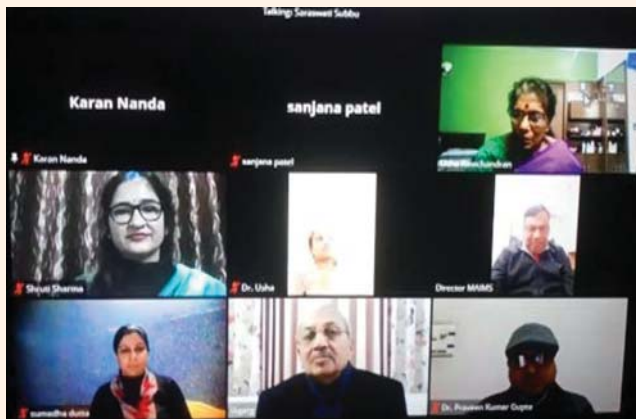 Talking: Saraswati Subbu
Karan Nanda
sanjana patel
Karan Nanda
sanjana patel
Shruti Sharma
Dr. Usha
Director MAIMS
sumedha dutta
Dr. Praveen Kumar Gupta